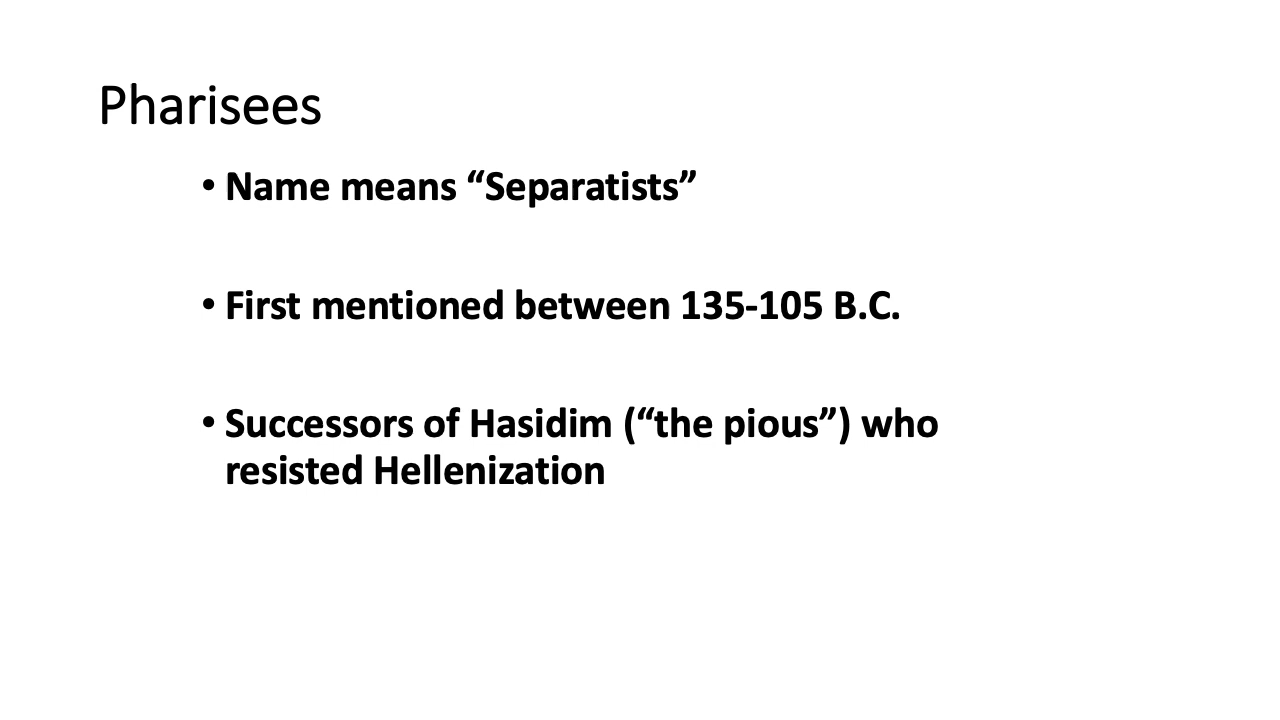 Pharisees
• Name means “Separatists”
• First mentioned between 135-105 B.C.
• Successors of Hasidim (“the pious”) who
resisted Hellenization